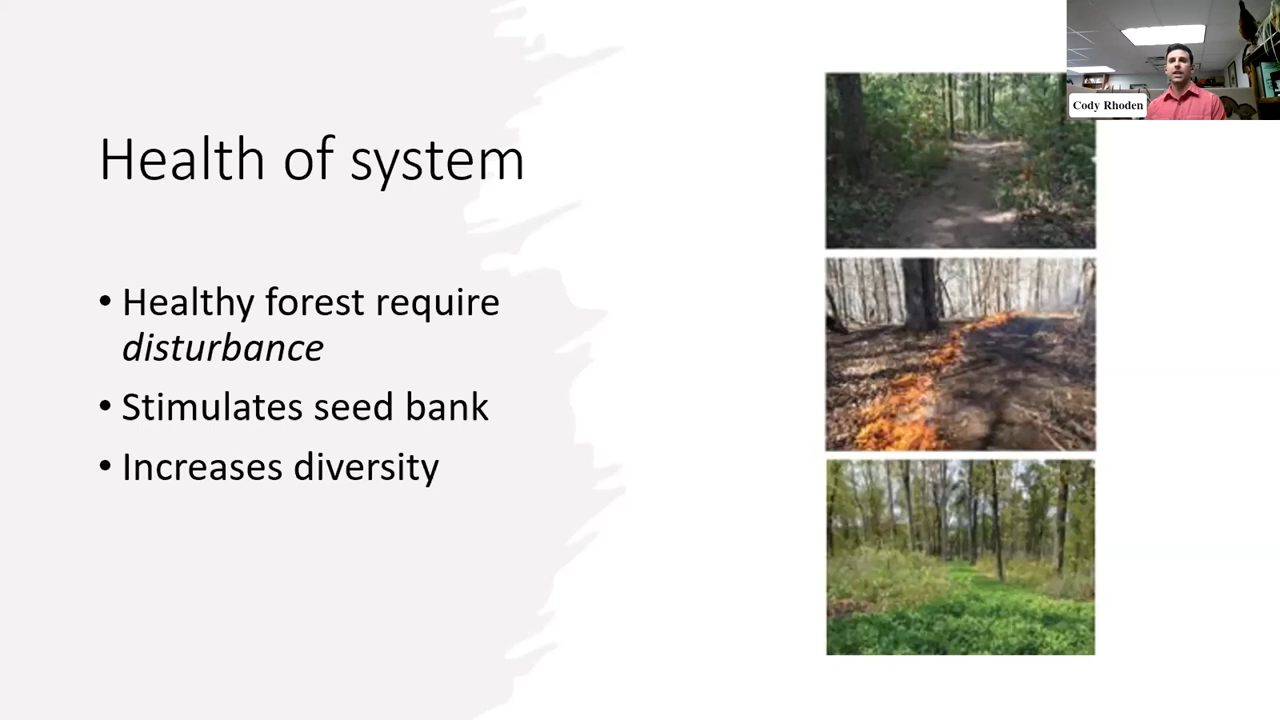 Cody Rhoden
Health of system
• Healthy forest require
disturbance
• Stimulates seed bank
• Increases diversity